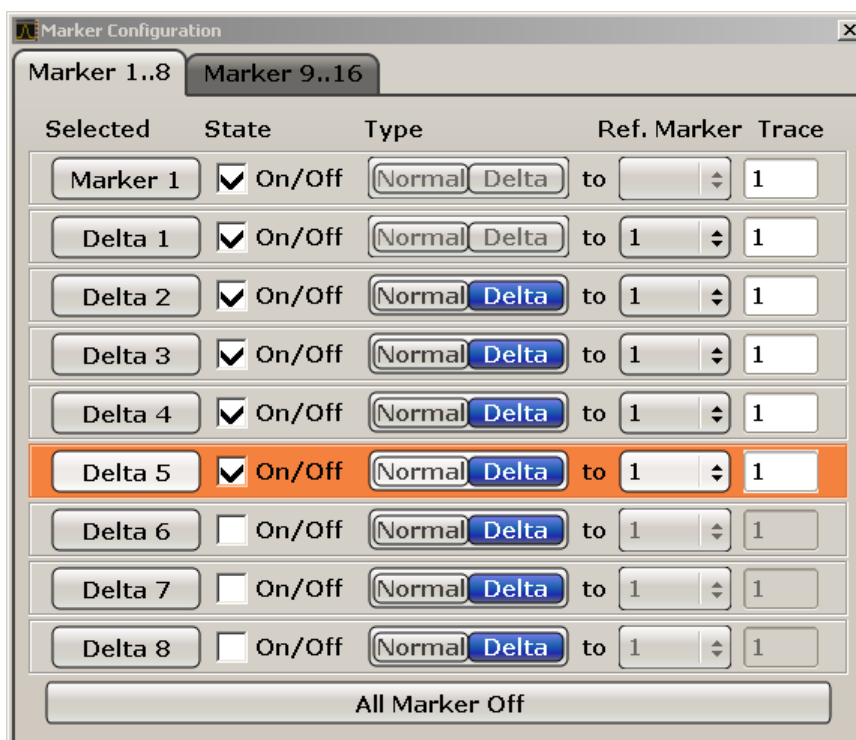 Marker Configuration
Marker 1..8 Marker 9..16
Selected State Type Ref. Marker Trace
Marker 1 On/Off Normal Delta to 1
Delta 1 On/Off Normal Delta to 1 1
Delta 2 On/Off Normal Delta to 1 1
Delta 3 On/Off Normal Delta to 1 1
Delta 4 On/Off Normal Delta to 1 1
Delta 5 On/Off Normal Delta to 1 1
Delta 6 On/Off Normal Delta to 1 1
Delta 7 On/Off Normal Delta to 1 1
Delta 8 On/Off Normal Delta to 1 1
All Marker Off